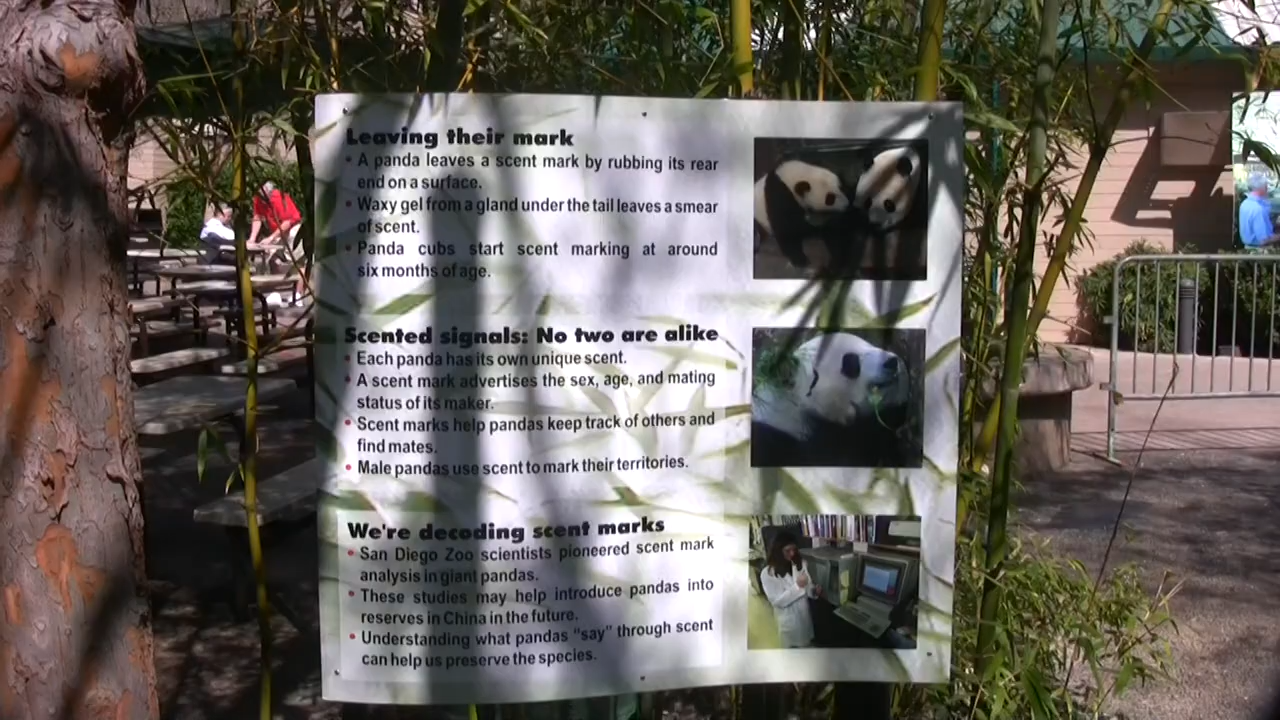 Leaving their mark
• A panda leaves a scent mark by rubbing its rear
end on a surface.
• Waxy gel from a gland under the tail leaves a smear
of scent.
• Panda cubs start scent marking at around
six months of age.
Scented signals: No two are alike
• Each panda has its own unique scent.
• A scent mark advertises the sex, age, and mating
status of its maker.
• Scent marks help pandas keep track of others and
find mates.
• Male pandas use scent to mark their territories.
We're decoding scent marks
• San Diego Zoo scientists pioneered scent mark
analysis in giant pandas.
• These studies may help introduce pandas into
reserves in China in the future.
• Understanding what pandas "say" through scent
can help us preserve the species.